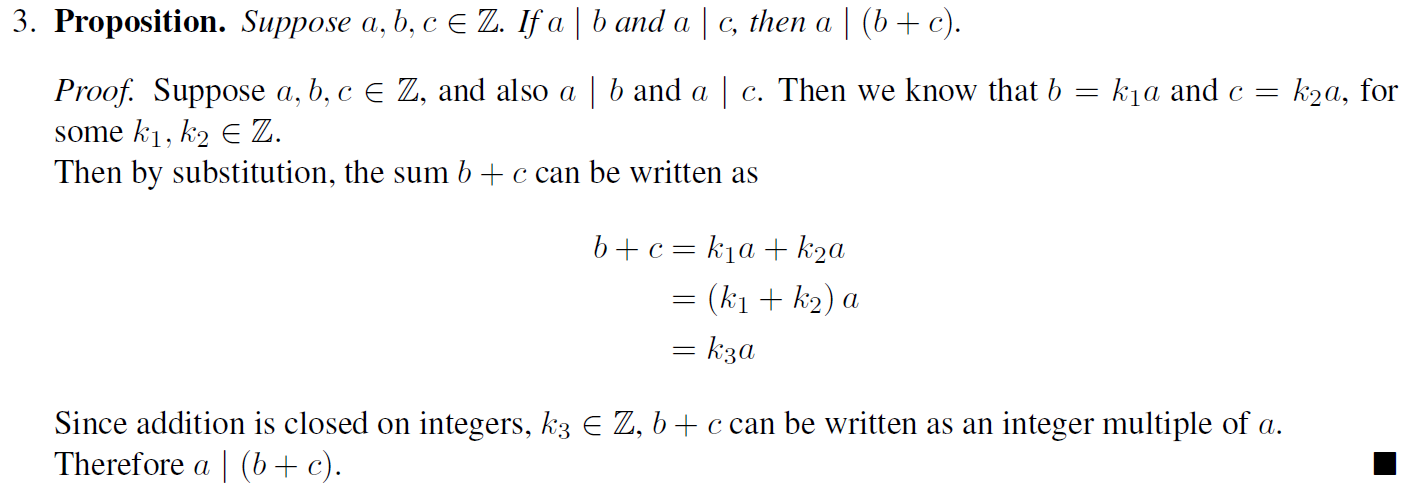 3. Proposition. Suppose a, b, c ∈ ℤ. If a | b and a | c, then a | (b + c).
Proof. Suppose a, b, c ∈ ℤ, and also a | b and a | c. Then we know that b = k₁a and c = k₂a, for
some k₁, k₂ ∈ ℤ.
Then by substitution, the sum b + c can be written as
b + c = k₁a + k₂a
= (k₁ + k₂) a
= k₃a
Since addition is closed on integers, k₃ ∈ ℤ, b + c can be written as an integer multiple of a.
Therefore a | (b + c). ■